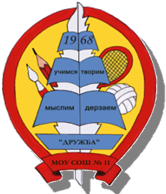 1968
учимся творим
мыслим дерзаем
"ДРУЖБА"
МОУ СОШ № 11